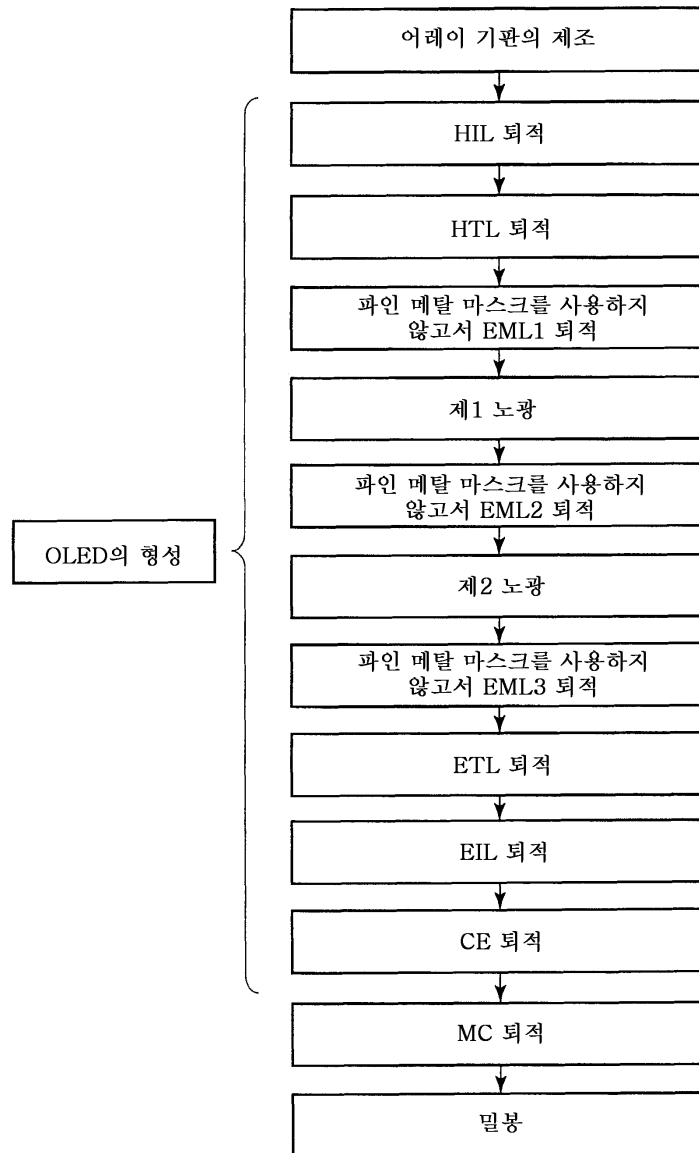 어레이 기판의 제조
HIL 퇴적
HTL 퇴적
파인 메탈 마스크를 사용하지
않고서 EML1 퇴적
제1 노광
파인 메탈 마스크를 사용하지
않고서 EML2 퇴적
OLED의 형성
제2 노광
파인 메탈 마스크를 사용하지
않고서 EML3 퇴적
ETL 퇴적
EIL 퇴적
CE 퇴적
MC 퇴적
밀봉